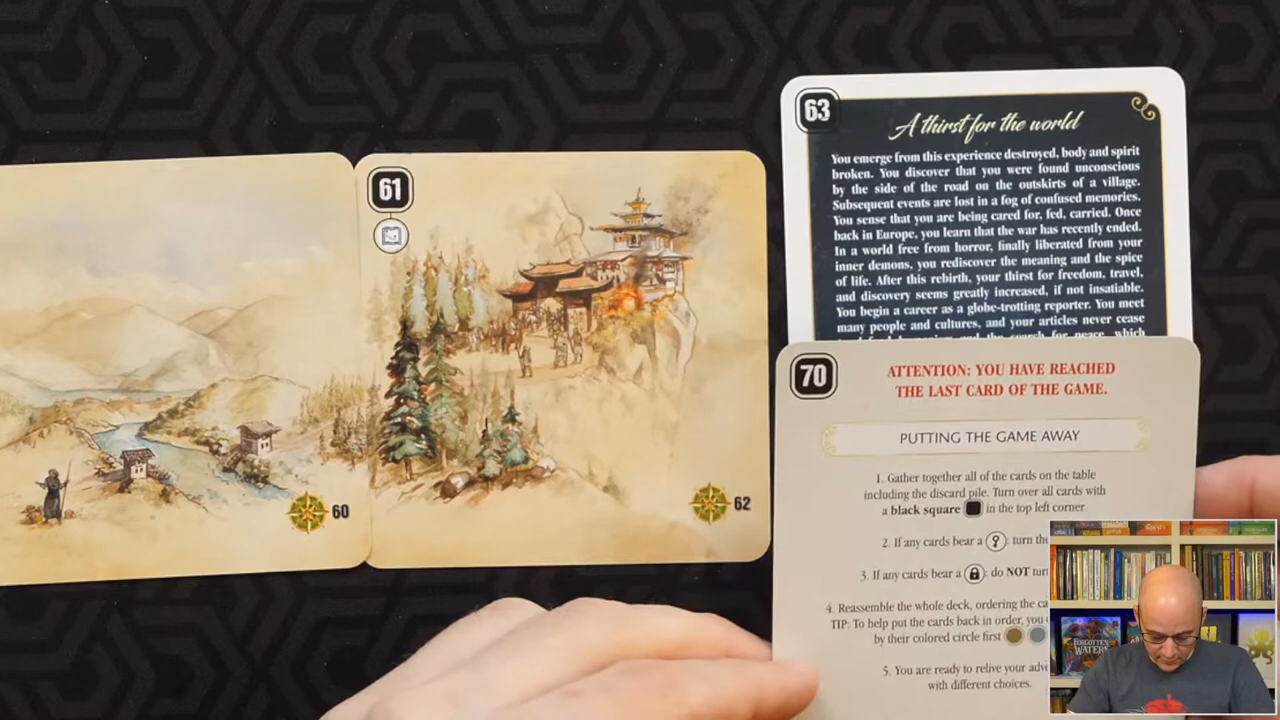 60
61
62
63
A thirst for the world
You emerge from this experience destroyed, body and spirit
broken. You discover that you were found unconscious
by the side of the road on the outskirts of a village.
Subsequent events are lost in a fog of confused memories.
You sense that you are being cared for, fed, carried. Once
back in Europe, you learn that the war has recently ended.
In a world free from horror, finally liberated from your
inner demons, you rediscover the meaning and the spice
of life. After this rebirth, your thirst for freedom, travel,
and discovery seems greatly increased, if not insatiable.
You begin a career as a globe-trotting reporter. You meet
many people and cultures, and your articles never cease
the search for peace, which
70
ATTENTION: YOU HAVE REACHED
THE LAST CARD OF THE GAME.
PUTTING THE GAME AWAY
1. Gather together all of the cards on the table
including the discard pile. Turn over all cards with
a black square in the top left corner.
2. If any cards bear a : turn the
3. If any cards bear a : do NOT tur
4. Reassemble the whole deck, ordering the ca
TIP: To help put the cards back in order, you
by their colored circle first
5. You are ready to relive your adve
with different choices.
FORGOTTEN
WATERS